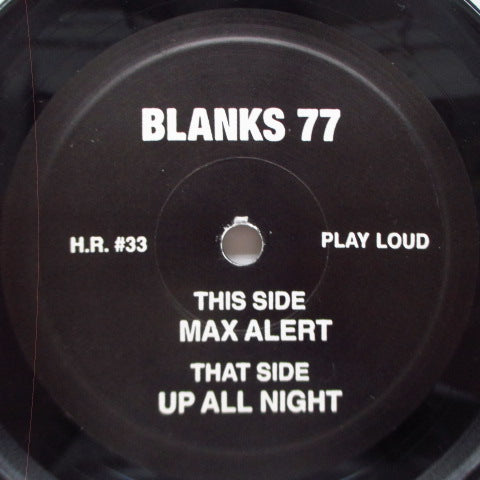 BLANKS 77
H.R. #33
PLAY LOUD
THIS SIDE
MAX ALERT
THAT SIDE
UP ALL NIGHT